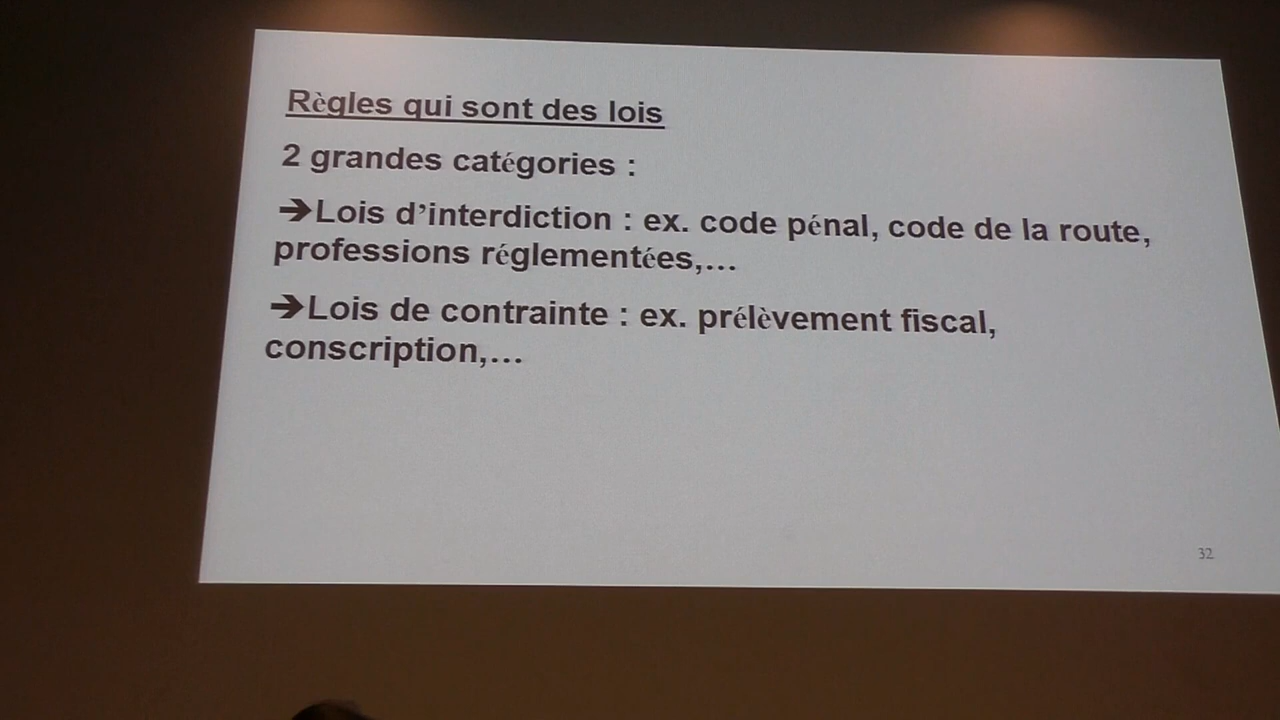 Règles qui sont des lois
2 grandes catégories :
➔Lois d’interdiction : ex. code pénal, code de la route,
professions réglementées,…
➔Lois de contrainte : ex. prélèvement fiscal,
conscription,…
32